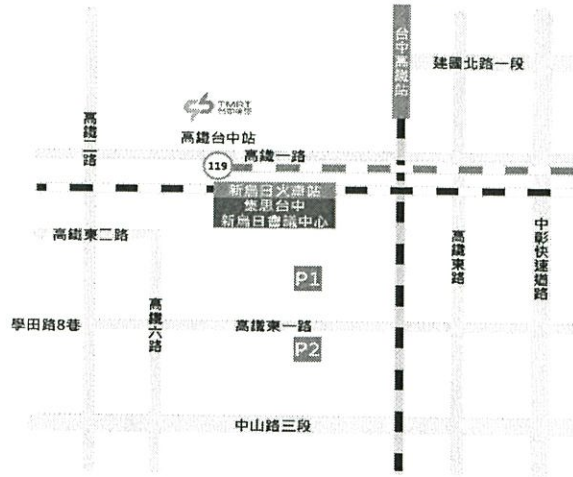 台中高鐵站
建國北路一段
TMRT
台中捷運
高鐵二路
高鐵台中站
高鐵一路
119
新烏日火車站
集思台中
新烏日會議中心
高鐵東二路
高鐵東路
中彰快速道路
P1
高鐵六路
學田路8巷
高鐵東一路
P2
中山路三段